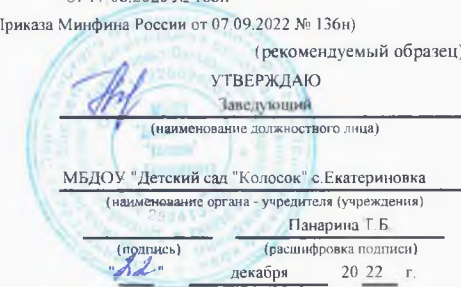 Приказа Минфина России от 07.09.2022 № 136н)
(рекомендуемый образец)
УТВЕРЖДАЮ
Заведующий
(наименование должностного лица)
МБДОУ "Детский сад "Колосок" с.Екатериновка
(наименование органа - учредителя (учреждения)
Панарина Т.Б.
(подпись) (расшифровка подписи)
"22" декабря 20 22 г.